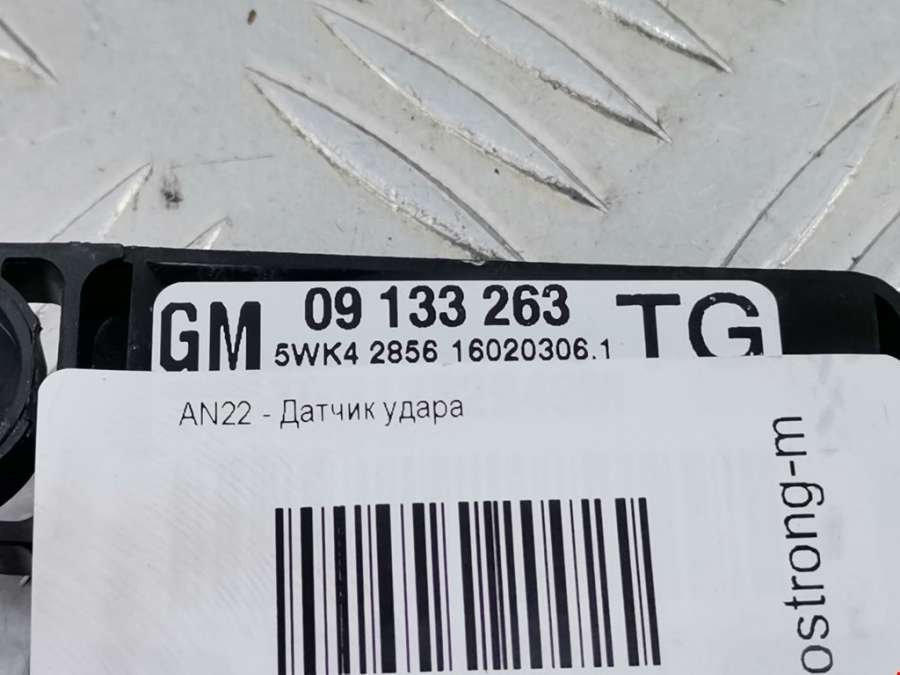 GM 09 133 263 TG
5WK4 2856 16020306.1
AN22 - Датчик удара
ostrong-m